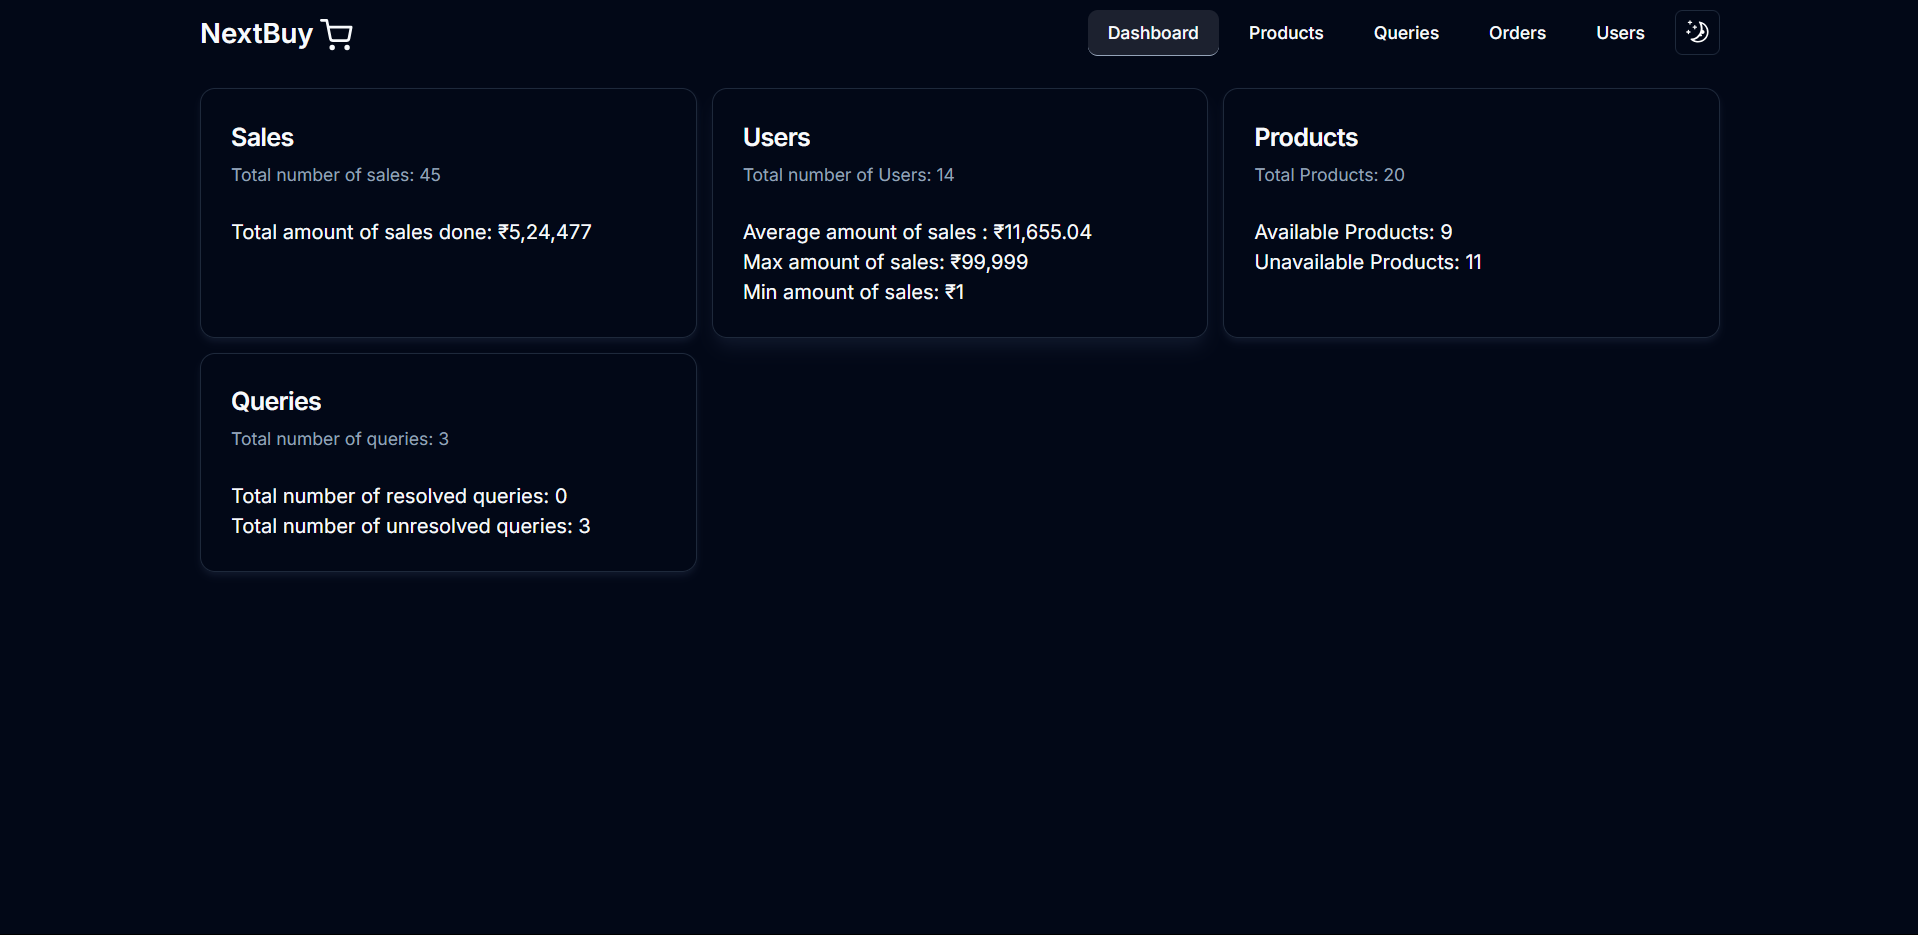 NextBuy
Dashboard
Products
Queries
Orders
Users
Sales
Total number of sales: 45
Total amount of sales done: ₹5,24,477
Users
Total number of Users: 14
Average amount of sales : ₹11,655.04
Max amount of sales: ₹99,999
Min amount of sales: ₹1
Products
Total Products: 20
Available Products: 9
Unavailable Products: 11
Queries
Total number of queries: 3
Total number of resolved queries: 0
Total number of unresolved queries: 3